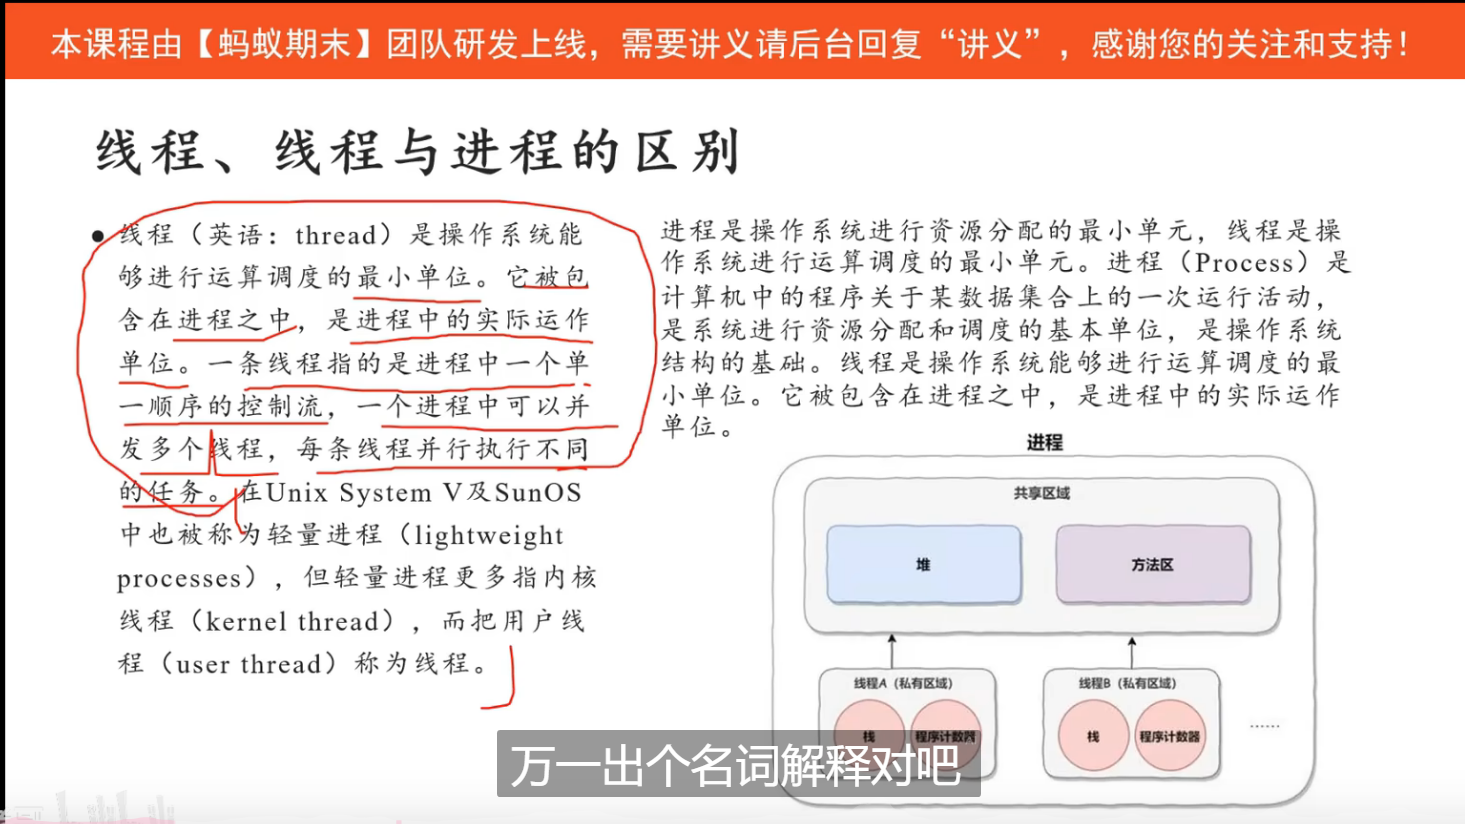 本课程由【蚂蚁期末】团队研发上线，需要讲义请后台回复“讲义”，感谢您的关注和支持！
线程、线程与进程的区别
线程（英语：thread）是操作系统能
够进行运算调度的最小单位。它被包
含在进程之中，是进程中的实际运作
单位。一条线程指的是进程中一个单
一顺序的控制流，一个进程中可以并
发多个线程，每条线程并行执行不同
的任务。在Unix System V及SunOS
中也被称为轻量进程（lightweight
processes），但轻量进程更多指内核
线程（kernel thread），而把用户线
程（user thread）称为线程。
进程是操作系统进行资源分配的最小单元，线程是操
作系统进行运算调度的最小单元。进程（Process）是
计算机中的程序关于某数据集合上的一次运行活动，
是系统进行资源分配和调度的基本单位，是操作系统
结构的基础。线程是操作系统能够进行运算调度的最
小单位。它被包含在进程之中，是进程中的实际运作
单位。
进程
共享区域
堆
方法区
线程A（私有区域）
线程B（私有区域）
栈
程序计数器
栈
程序计数器
……
万一出个名词解释对吧